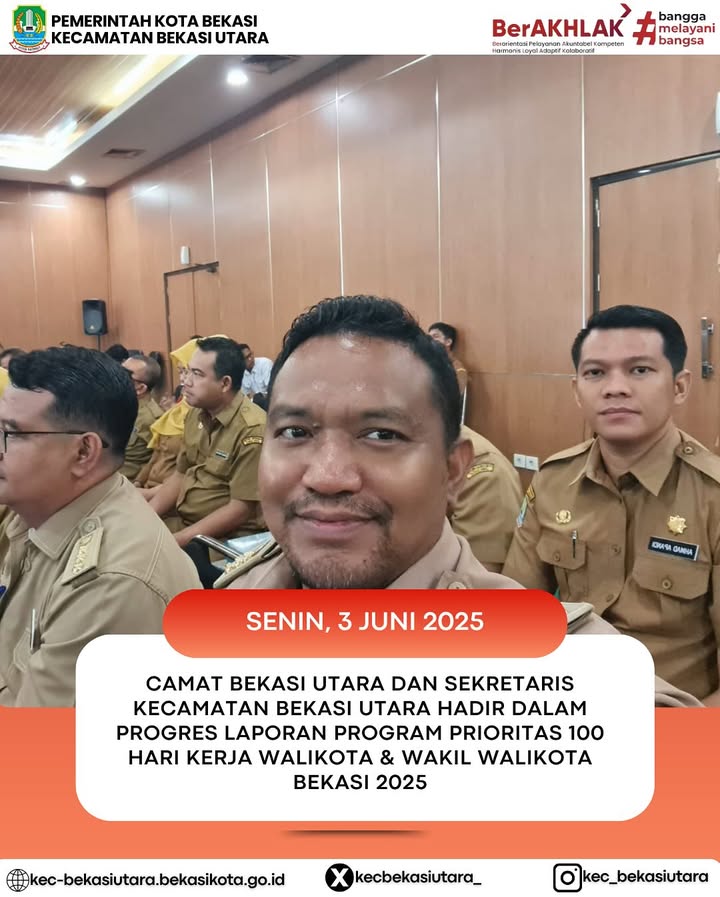 PEMERINTAH KOTA BEKASI
KECAMATAN BEKASI UTARA
BerAKHLAK
Berorientasi Pelayanan Akuntabel Kompeten
Harmonis Loyal Adaptif Kolaboratif
#bangga
melayani
bangsa
SENIN, 3 JUNI 2025
CAMAT BEKASI UTARA DAN SEKRETARIS
KECAMATAN BEKASI UTARA HADIR DALAM
PROGRES LAPORAN PROGRAM PRIORITAS 100
HARI KERJA WALIKOTA & WAKIL WALIKOTA
BEKASI 2025
kec-bekasiutara.bekasikota.go.id
kecbekasiutara_
kec_bekasiutara